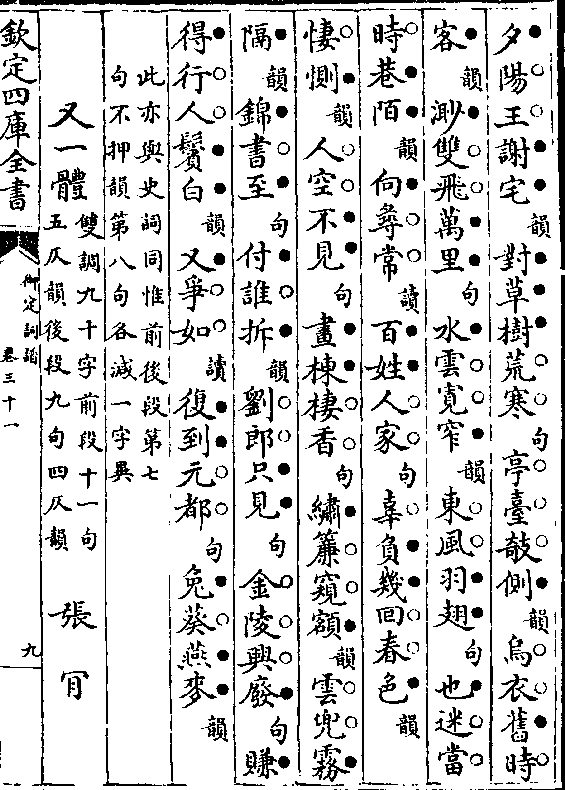 夕陽王謝宅韻對草樹荒寒句亭臺攲側韻烏衣舊時
客韻渺雙飛萬里句水雲寬窄韻東風羽翅句也迷當
時巷陌韻向尋常讀百姓人家句辜負幾回春色韻
悽惻韻人空不見句畫棟棲香句繡簾窺額韻雲兜霧
隔韻錦書至句付誰拆韻劉郎只見句金陵興廢句賺
得行人鬢白韻又爭如讀復到元都句兔葵燕麥韻
此亦與史詞同惟前後段第七
句不押韻第八句各減一字異
又一體雙調九十字前段十一句
五仄韻後段九句四仄韻張肎
欽定四庫全書
御定詞譜
卷三十一
九